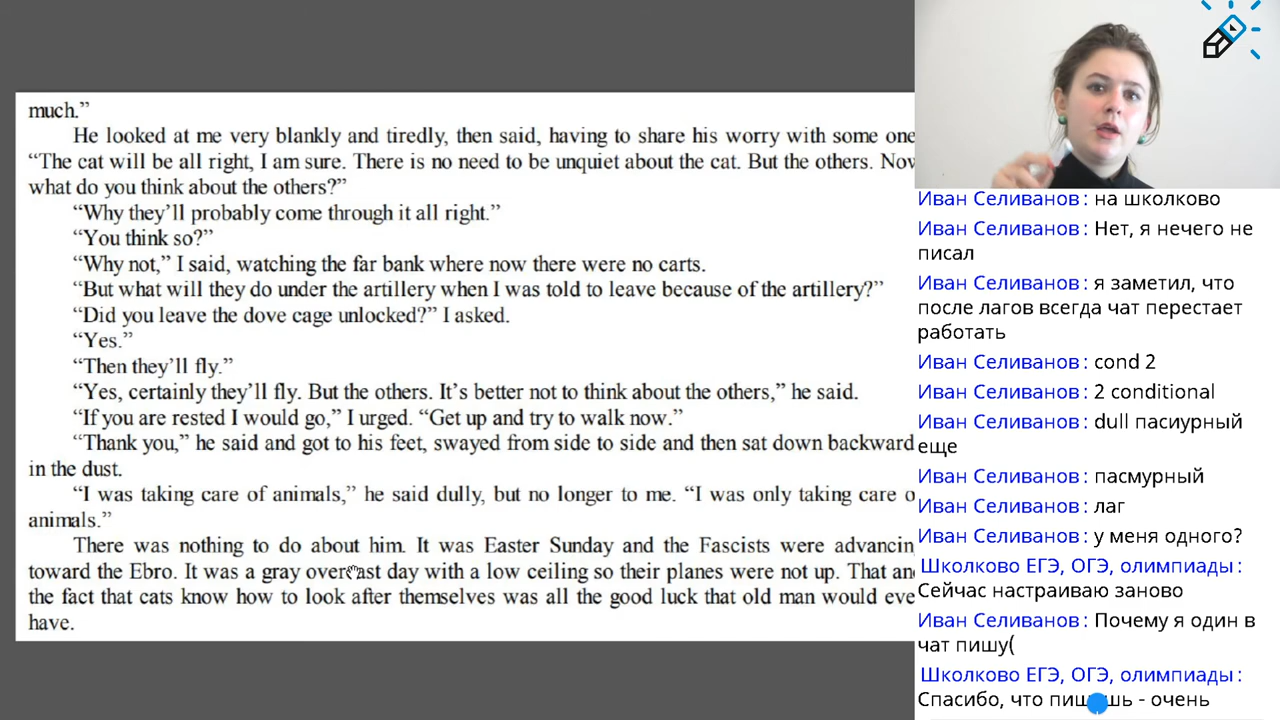 much.”
He looked at me very blankly and tiredly, then said, having to share his worry with some one
“The cat will be all right, I am sure. There is no need to be unquiet about the cat. But the others. Now
what do you think about the others?”
“Why they’ll probably come through it all right.”
“You think so?”
“Why not,” I said, watching the far bank where now there were no carts.
“But what will they do under the artillery when I was told to leave because of the artillery?”
“Did you leave the dove cage unlocked?” I asked.
“Yes.”
“Then they’ll fly.”
“Yes, certainly they’ll fly. But the others. It’s better not to think about the others,” he said.
“If you are rested I would go,” I urged. “Get up and try to walk now.”
“Thank you,” he said and got to his feet, swayed from side to side and then sat down backward
in the dust.
“I was taking care of animals,” he said dully, but no longer to me. “I was only taking care o
animals.”
There was nothing to do about him. It was Easter Sunday and the Fascists were advancin
toward the Ebro. It was a gray overcast day with a low ceiling so their planes were not up. That an
the fact that cats know how to look after themselves was all the good luck that old man would eve
have.
Иван Селиванов: на школково
Иван Селиванов: Нет, я нечего не
писал
Иван Селиванов: я заметил, что
после лагов всегда чат перестает
работать
Иван Селиванов: cond 2
Иван Селиванов: 2 conditional
Иван Селиванов: dull пасиурный
еще
Иван Селиванов: пасмурный
Иван Селиванов: лаг
Иван Селиванов: у меня одного?
Школково ЕГЭ, ОГЭ, олимпиады:
Сейчас настраиваю заново
Иван Селиванов: Почему я один в
чат пишу(
Школково ЕГЭ, ОГЭ, олимпиады:
Спасибо, что пишешь - очень